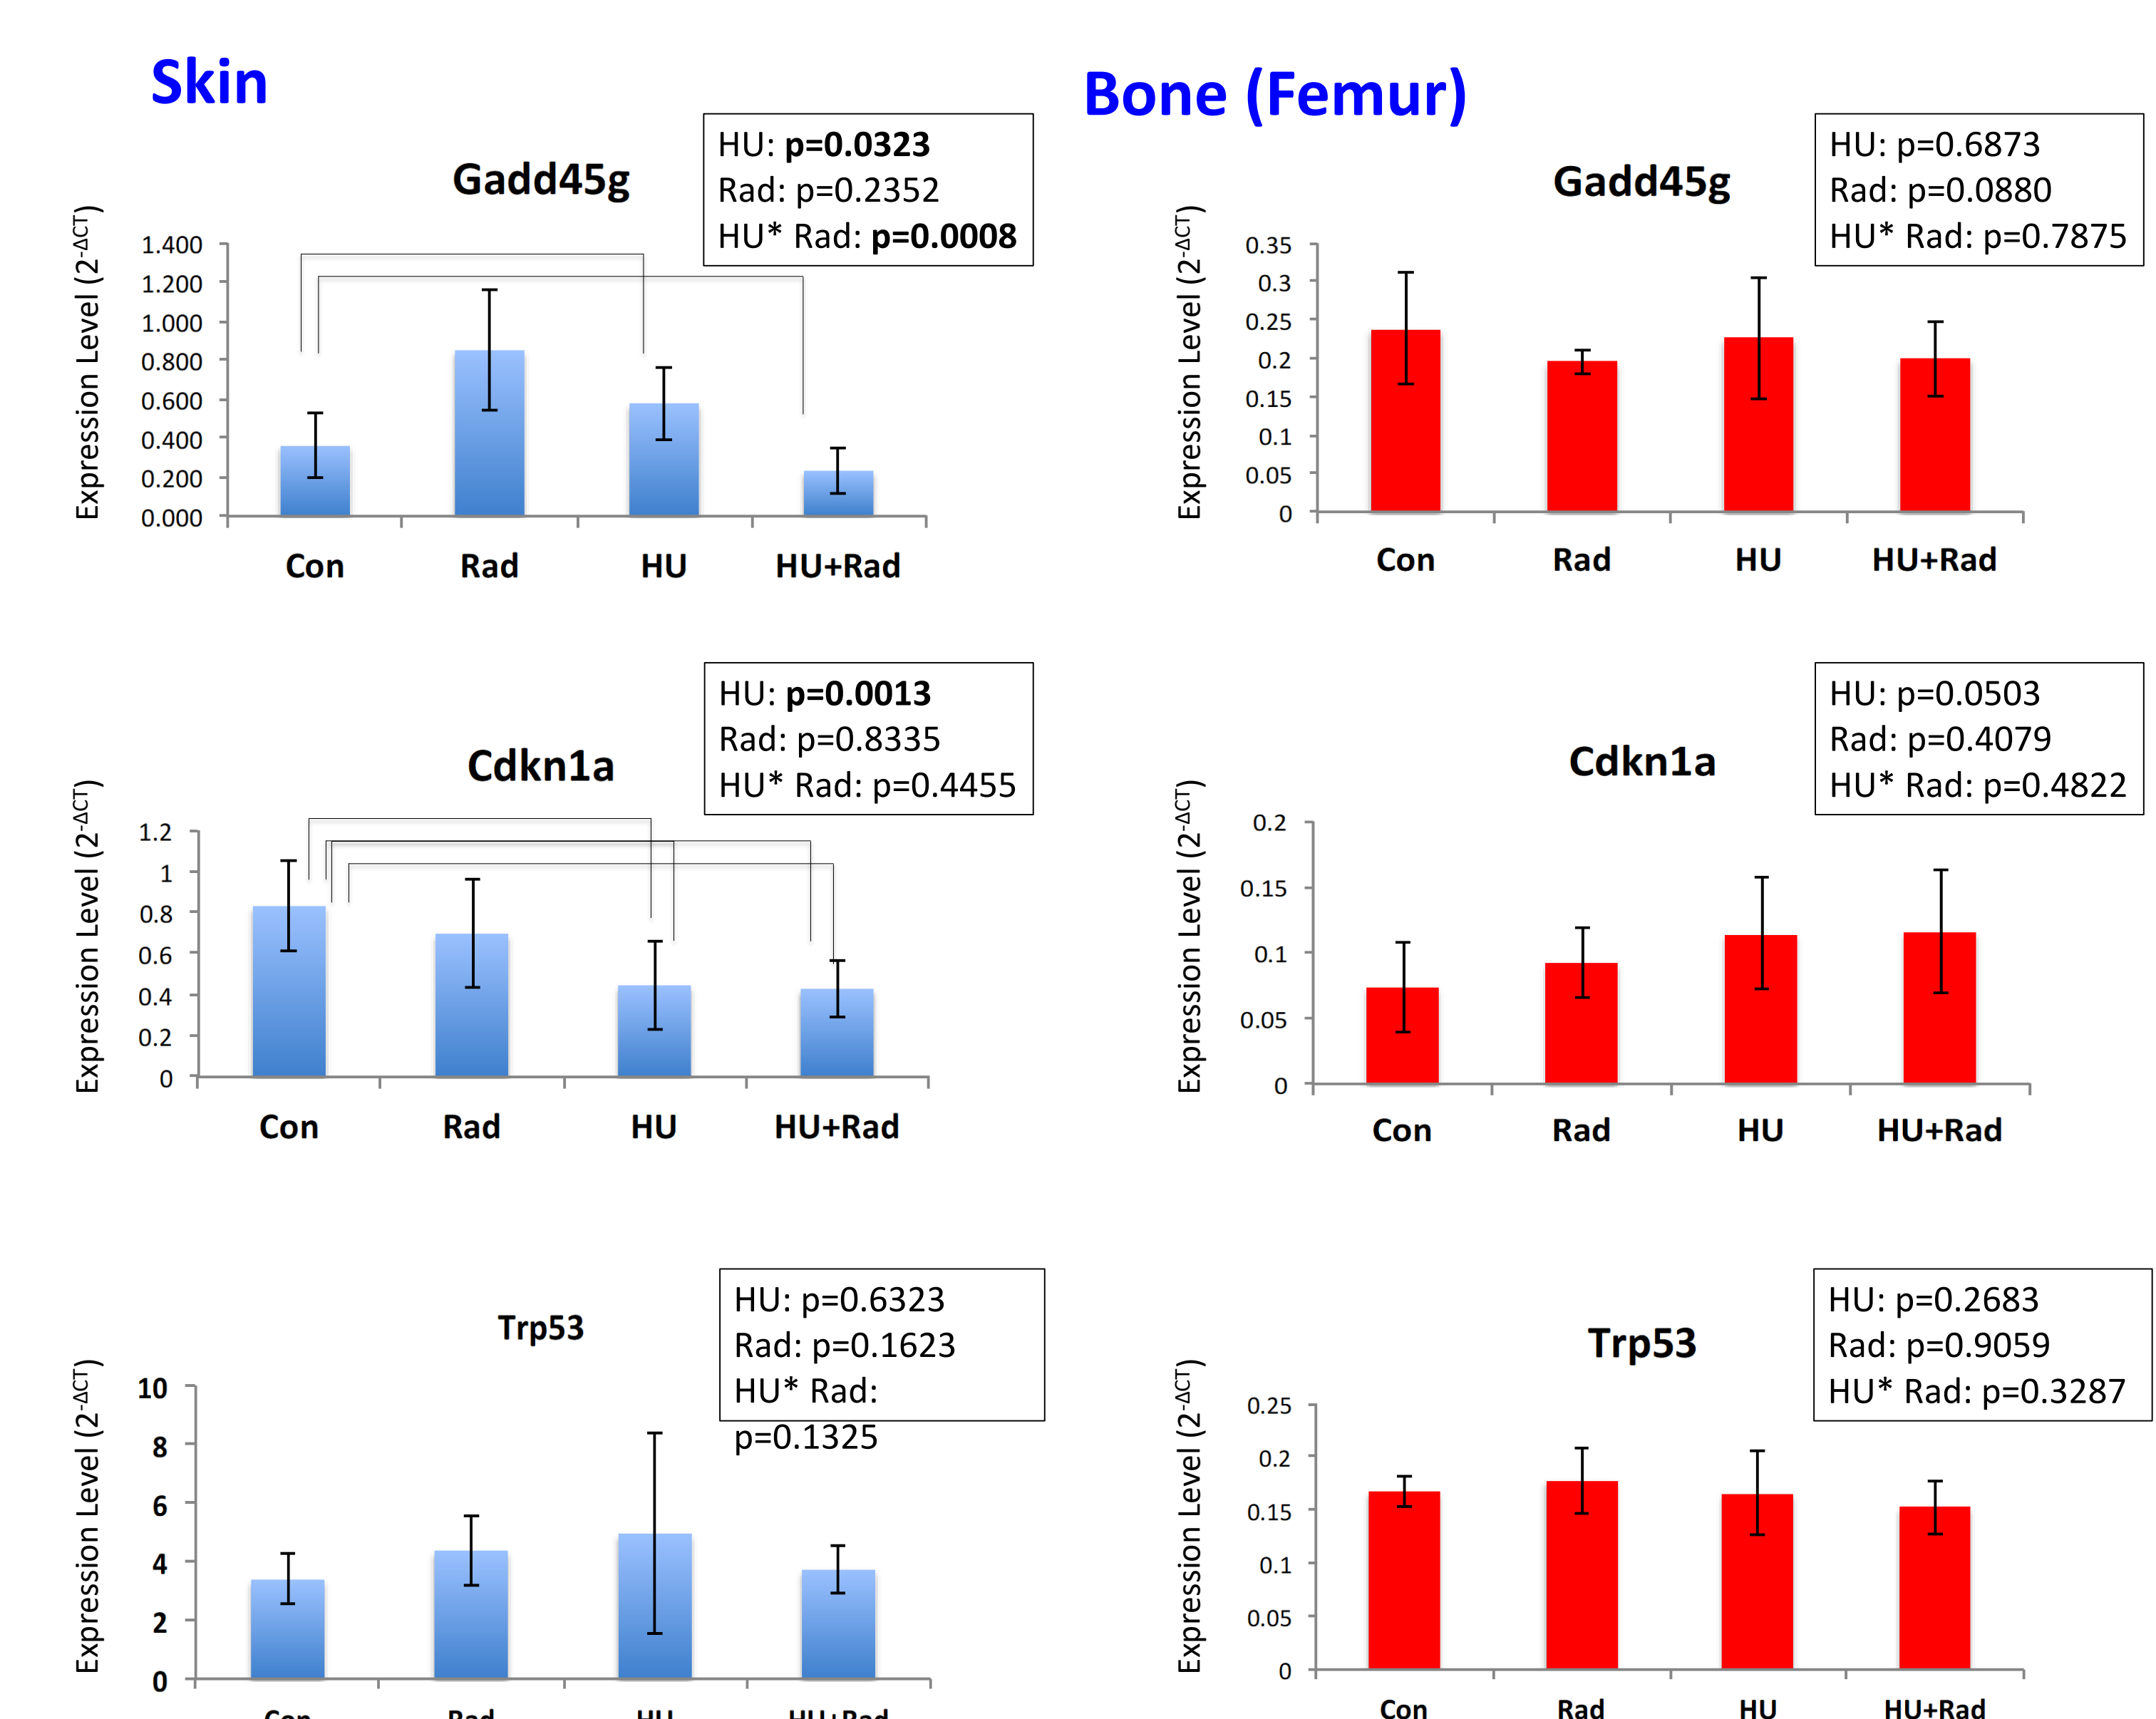 Skin
Bone (Femur)
Gadd45g
HU: p=0.0323
Rad: p=0.2352
HU* Rad: p=0.0008
Expression Level (2-ΔCT)
1.400
1.200
1.000
0.800
0.600
0.400
0.200
0.000
Con Rad HU HU+Rad
Gadd45g
HU: p=0.6873
Rad: p=0.0880
HU* Rad: p=0.7875
Expression Level (2-ΔCT)
0.35
0.3
0.25
0.2
0.15
0.1
0.05
0
Con Rad HU HU+Rad
Cdkn1a
HU: p=0.0013
Rad: p=0.8335
HU* Rad: p=0.4455
Expression Level (2-ΔCT)
1.2
1
0.8
0.6
0.4
0.2
0
Con Rad HU HU+Rad
Cdkn1a
HU: p=0.0503
Rad: p=0.4079
HU* Rad: p=0.4822
Expression Level (2-ΔCT)
0.2
0.15
0.1
0.05
0
Con Rad HU HU+Rad
Trp53
HU: p=0.6323
Rad: p=0.1623
HU* Rad:
p=0.1325
Expression Level (2-ΔCT)
10
8
6
4
2
0
Con Rad HU HU+Rad
Trp53
HU: p=0.2683
Rad: p=0.9059
HU* Rad: p=0.3287
Expression Level (2-ΔCT)
0.25
0.2
0.15
0.1
0.05
0
Con Rad HU HU+Rad